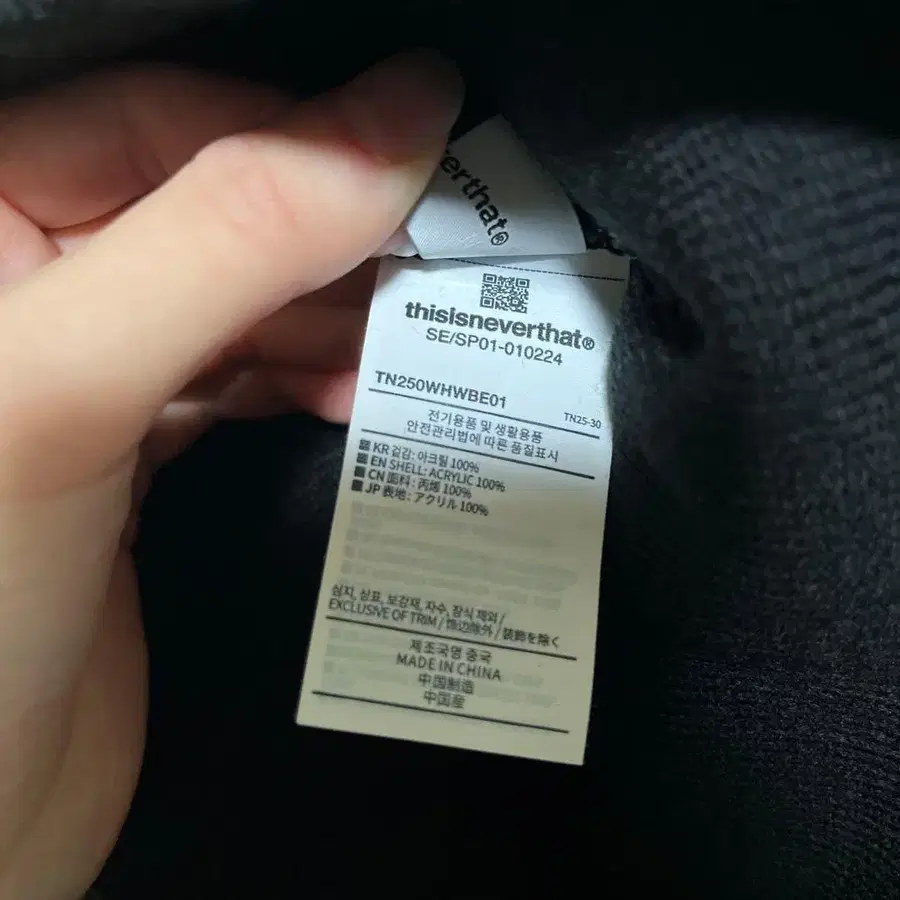 erthat®
thisisneverthat®
SE/SP01-010224
TN250WHWBE01
TN25-30
전기용품 및 생활용품
안전관리법에 따른 품질표시
KR 겉감: 아크릴 100%
EN SHELL: ACRYLIC 100%
CN 面料: 丙烯 100%
JP 表地: アクリル 100%
심지, 상표, 보강재, 자수, 장식 제외 /
EXCLUSIVE OF TRIM / 饰边除外 / 装飾を除く
제조국명 중국
MADE IN CHINA
中国制造
中国産